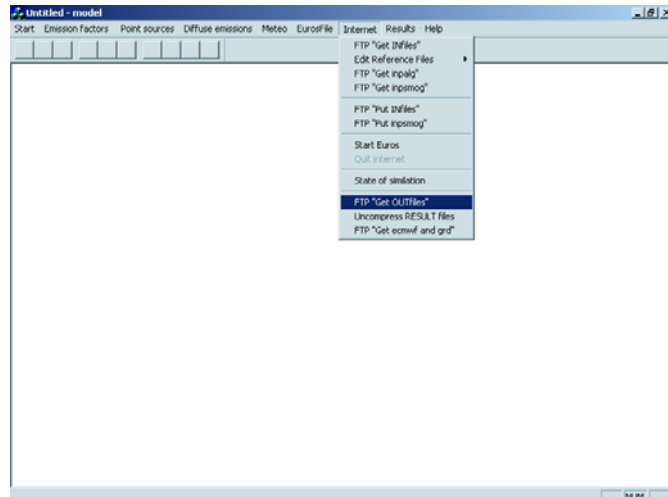 Untitled - model
Start Emission factors Point sources Diffuse emissions Meteo EurosFile Internet Results Help
FTP "Get INfiles"
Edit Reference Files
FTP "Get inpalg"
FTP "Get inpsmog"
FTP "Put INfiles"
FTP "Put inpsmog"
Start Euros
Quit internet
State of similation
FTP "Get OUTfiles"
Uncompress RESULT files
FTP "Get ecmwf and grd"
NUM